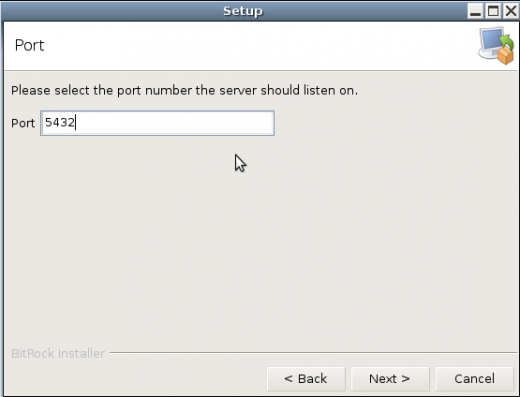 Setup
Port
Please select the port number the server should listen on.
Port 5432
BitRock Installer
< Back Next > Cancel